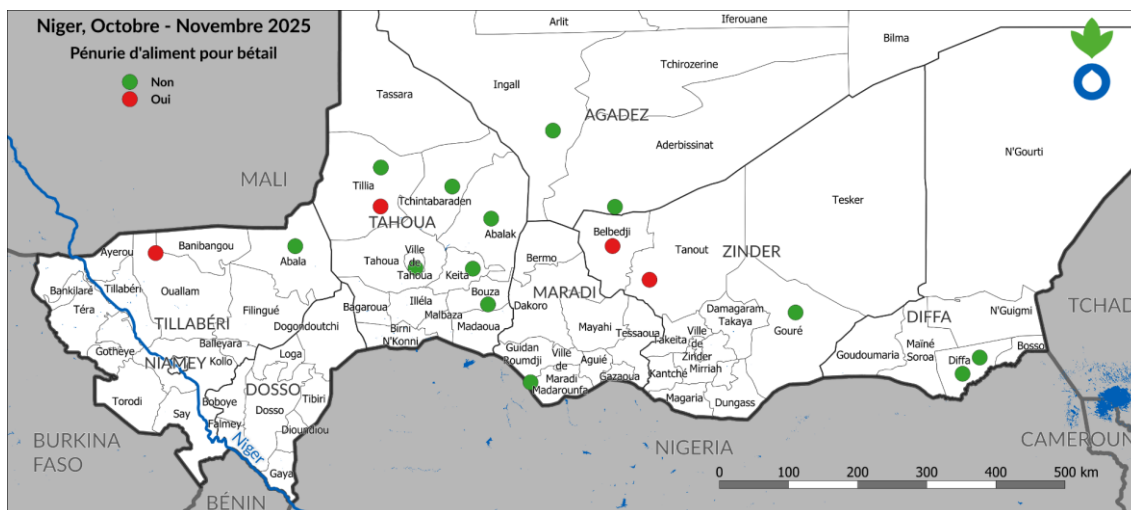 Niger, Octobre - Novembre 2025
Pénurie d'aliment pour bétail
Non
Oui
Arlit
Iferouane
Bilma
Tchirozerine
Ingall
Tassara
AGADEZ
Aderbissinat
N'Gourti
MALI
Tillia
Tchintabaraden
Tesker
TAHOUA
Abalak
Belbedji
Tanout
ZINDER
Ayerou
Banibangou
Abala
Tahoua
Ville
de
Tahoua
Keita
Bermo
Bankilaré
Tillabéri
Ouallam
Téra
Filingué
Bagaroua
Illéla
Bouza
Malbaza
Dakoro
MARADI
Damagaram
Takaya
Gouré
TCHAD
N'Guigmi
DIFFA
TILLABÉRI
Dogondoutchi
Birni
N'Konni
Madaoua
Mayahi
Tessaoua
Takeita
Ville
de
Zinder
Mirriah
Goudoumaria
Maïné
Soroa
Diffa
Bosso
Gothèye
Balleyara
NIAMEY
Kollo
Loga
Guidan
Roumdji
Ville
de
Maradi
Aguié
Gazaoua
Madarounfa
Kantché
Magaria
Dungass
Torodi
Say
Boboye
DOSSO
Dosso
Tibiri
Falmey
Dioundiou
Gaya
Niger
BURKINA
FASO
BÉNIN
NIGERIA
CAMEROUN
0 100 200 300 400 500 km